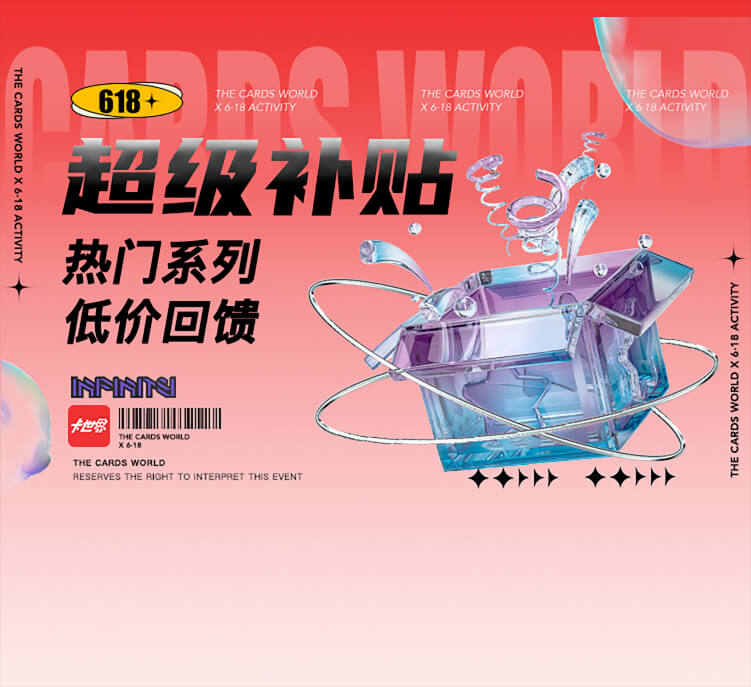 CARDS WORLD
618
THE CARDS WORLD
X 6-18 ACTIVITY
THE CARDS WORLD
X 6-18 ACTIVITY
THE CARDS WORLD
X 6-18 ACTIVITY
THE CARDS WORLD X 6-18 ACTIVITY
超级补贴
热门系列
低价回馈
THE CARDS WORLD X 6-18 ACTIVITY
卡世界
THE CARDS WORLD
X 6-18
THE CARDS WORLD
RESERVES THE RIGHT TO INTERPRET THIS EVENT